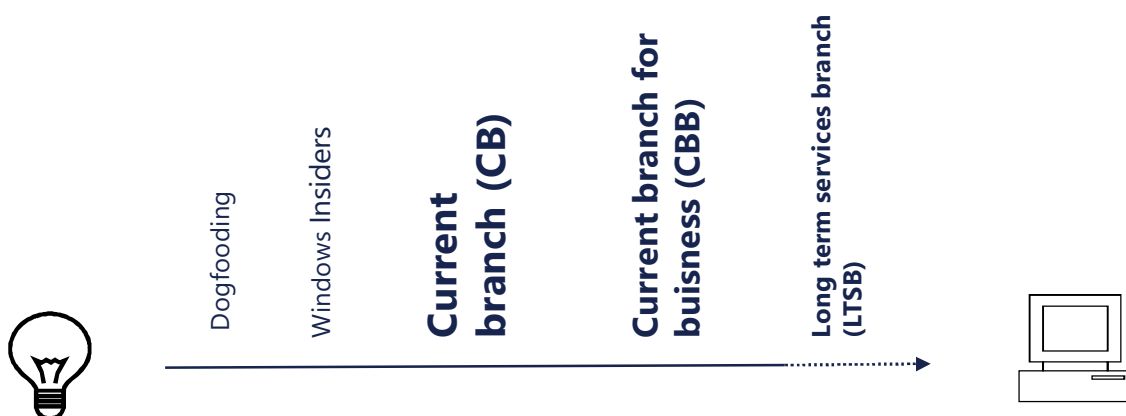 Dogfooding
Windows Insiders
Current
branch (CB)
Current branch for
buisness (CBB)
Long term services branch
(LTSB)